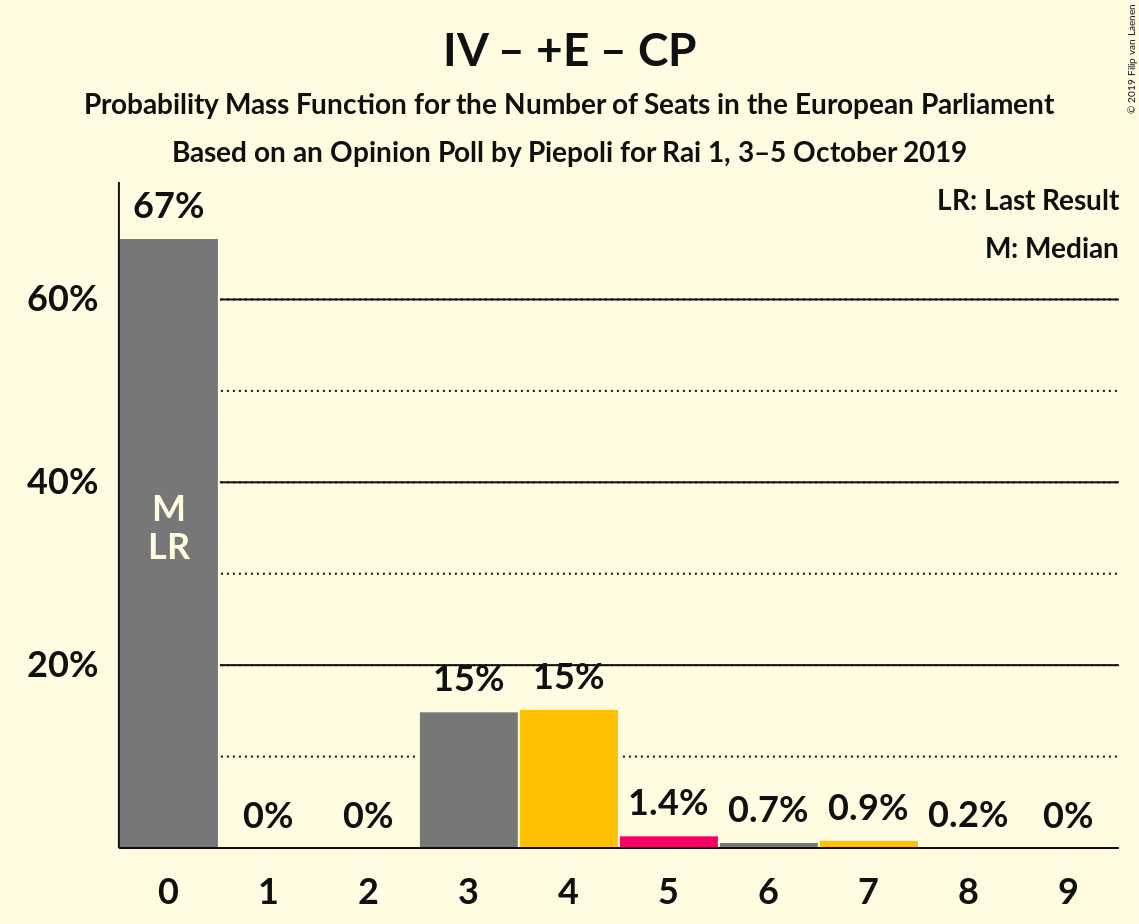 IV – +E – CP
Probability Mass Function for the Number of Seats in the European Parliament
Based on an Opinion Poll by Piepoli for Rai 1, 3–5 October 2019
© 2019 Filip van Laenen
LR: Last Result
M: Median
67%
60%
40%
20%
M
LR
0%
0%
15%
15%
1.4%
0.7%
0.9%
0.2%
0%
0
1
2
3
4
5
6
7
8
9